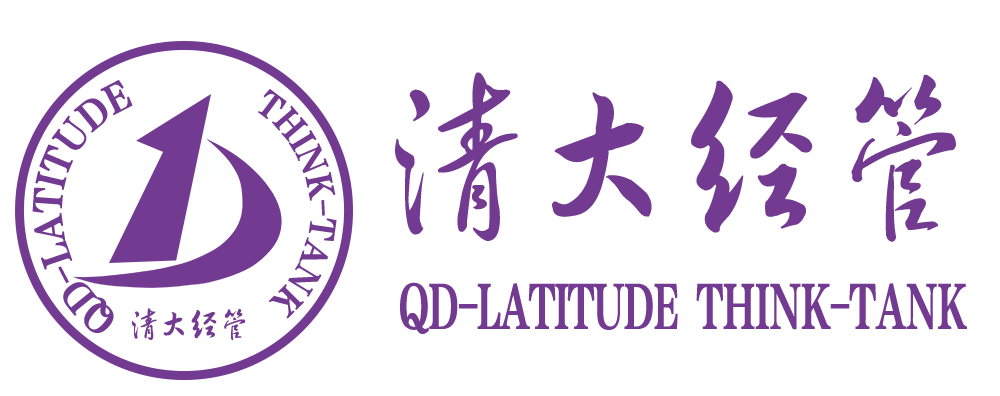 QD-LATITUDE THINK-TANK
清大经管
清大经管
QD-LATITUDE THINK-TANK